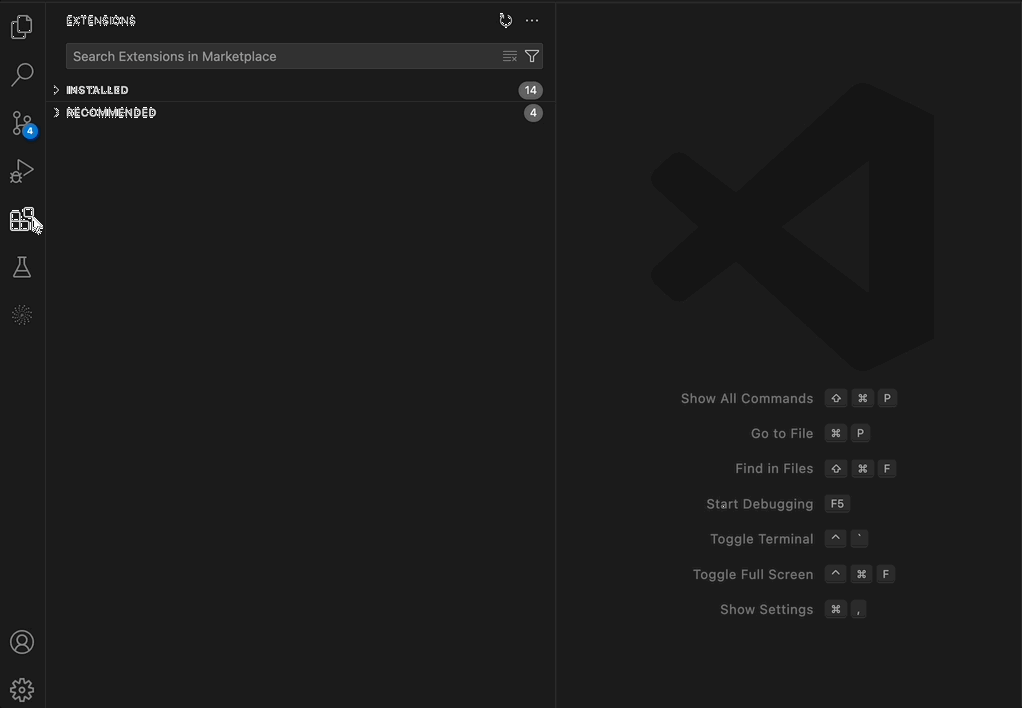 EXTENSIONS
Search Extensions in Marketplace
INSTALLED 14
RECOMMENDED 4
4
Show All Commands ⇧ ⌘ P
Go to File ⌘ P
Find in Files ⇧ ⌘ F
Start Debugging F5
Toggle Terminal ^ `
Toggle Full Screen ^ ⌘ F
Show Settings ⌘ ,